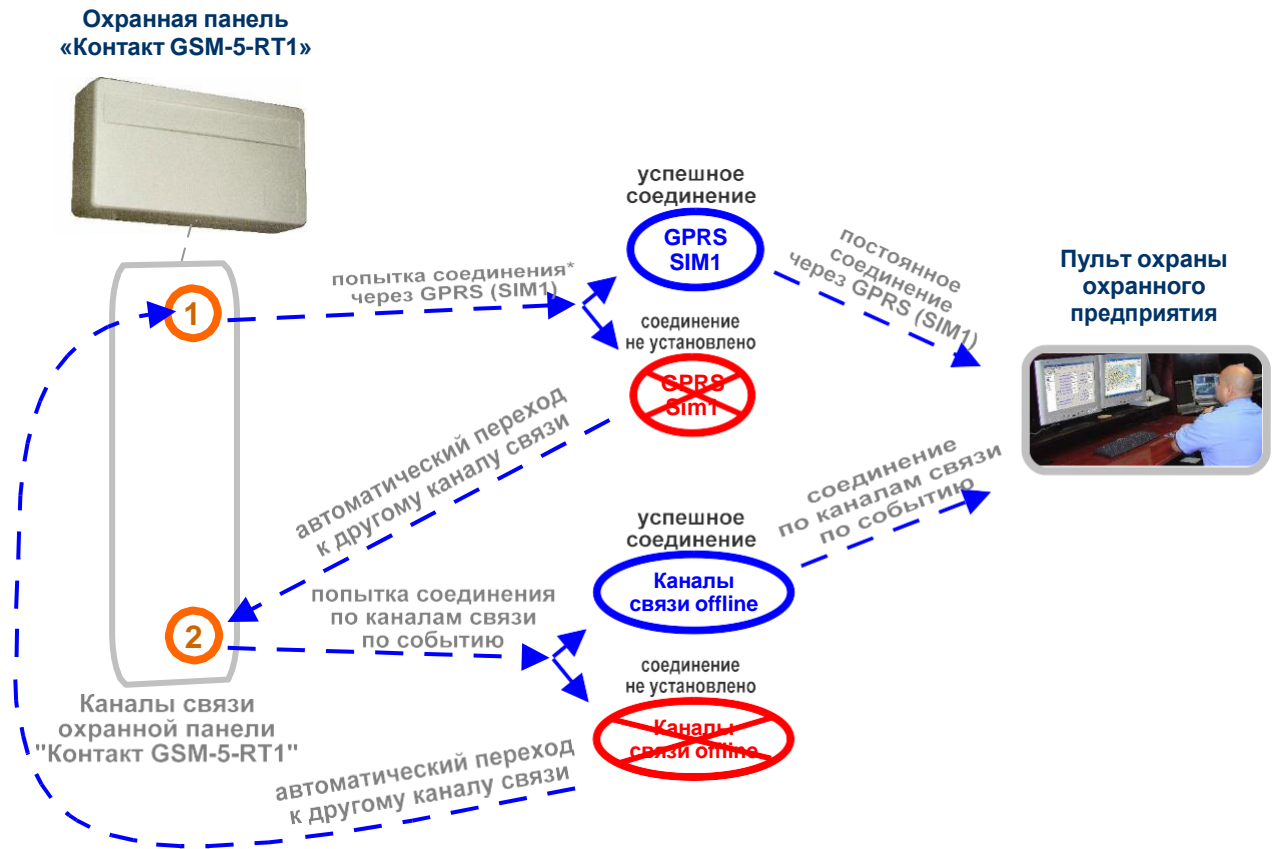 Охранная панель
«Контакт GSM-5-RT1»
успешное
соединение
GPRS
SIM1
постоянное
соединение
через GPRS (SIM1)
Пульт охраны
охранного
предприятия
попытка соединения*
через GPRS (SIM1)
1
соединение
не установлено
GPRS
Sim1
автоматический переход
к другому каналу связи
соединение
по каналам связи
по событию
успешное
соединение
Каналы
связи offline
попытка соединения
по каналам связи
по событию
2
соединение
не установлено
Каналы
связи offline
Каналы связи
охранной панели
"Контакт GSM-5-RT1"
автоматический переход
к другому каналу связи